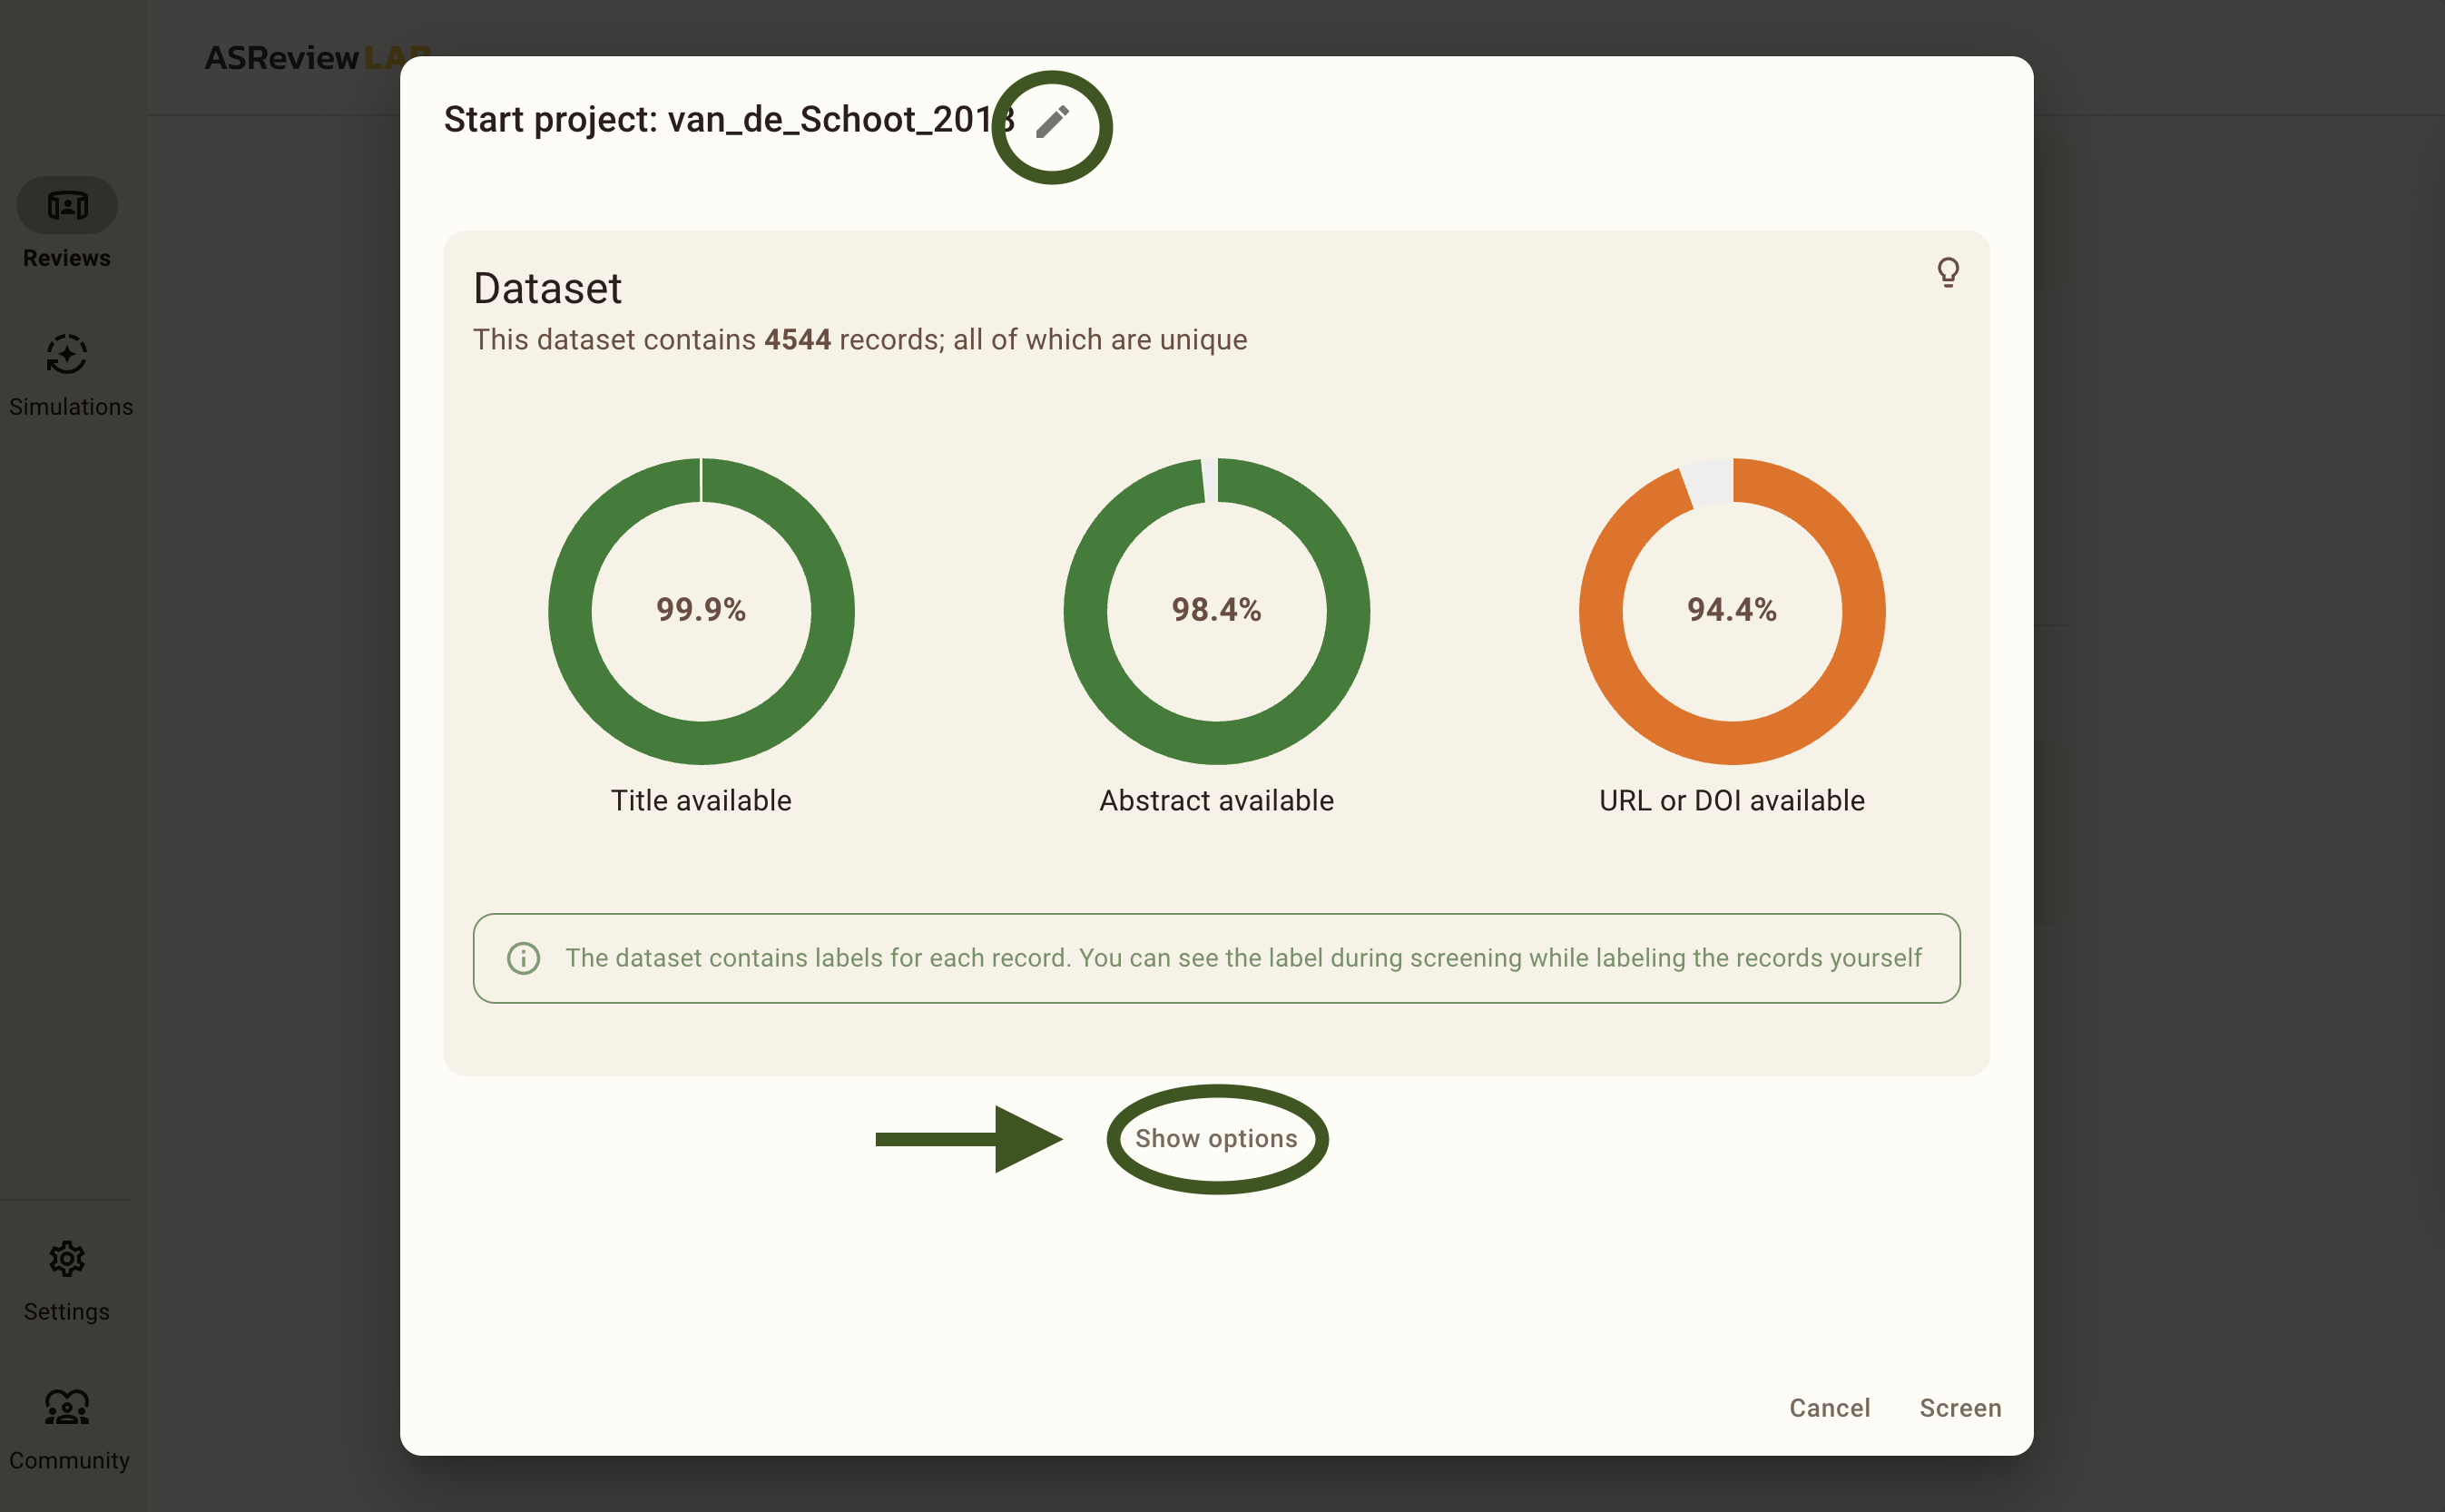 ASReview LAB
Start project: van_de_Schoot_2018
Reviews
Simulations
Dataset
This dataset contains 4544 records; all of which are unique
99.9%
98.4%
94.4%
Title available
Abstract available
URL or DOI available
The dataset contains labels for each record. You can see the label during screening while labeling the records yourself
Show options
Settings
Community
Cancel
Screen